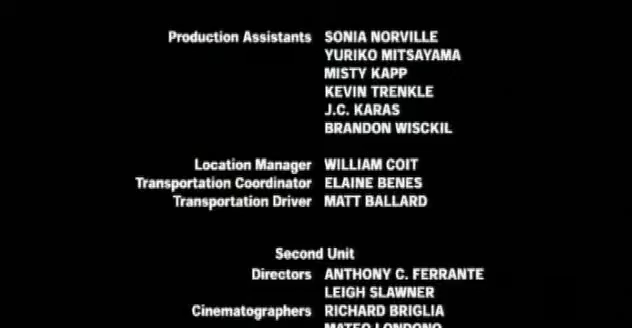 Production Assistants SONIA NORVILLE
YURIKO MITSAYAMA
MISTY KAPP
KEVIN TRENKLE
J.C. KARAS
BRANDON WISCKIL
Location Manager WILLIAM COIT
Transportation Coordinator ELAINE BENES
Transportation Driver MATT BALLARD
Second Unit
Directors ANTHONY C. FERRANTE
LEIGH SLAWNER
Cinematographers RICHARD BRIGLIA
MATEO LONDONO